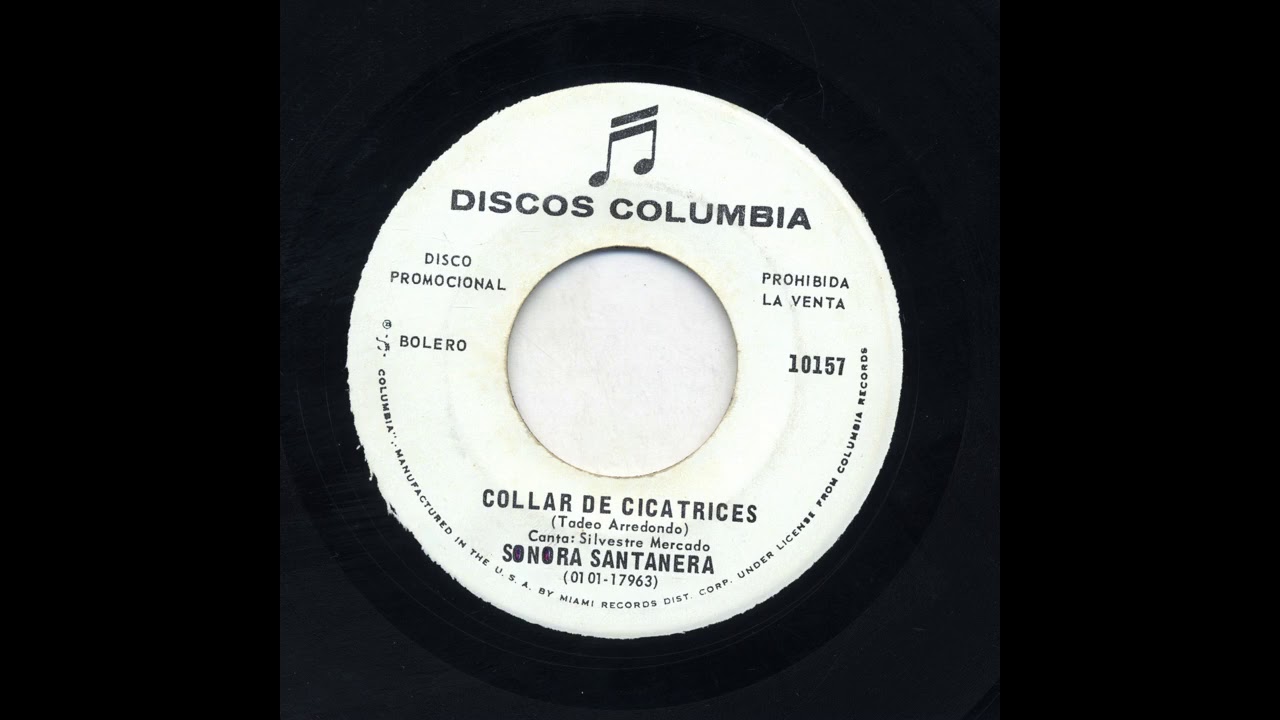 DISCOS COLUMBIA
DISCO
PROMOCIONAL
PROHIBIDA
LA VENTA
BOLERO
10157
COLLAR DE CICATRICES
(Tadeo Arredondo)
Canta: Silvestre Mercado
SONORA SANTANERA
(0101-17963)
® "COLUMBIA", MANUFACTURED IN THE U.S.A. BY MIAMI RECORDS DIST. CORP. UNDER LICENSE FROM COLUMBIA RECORDS